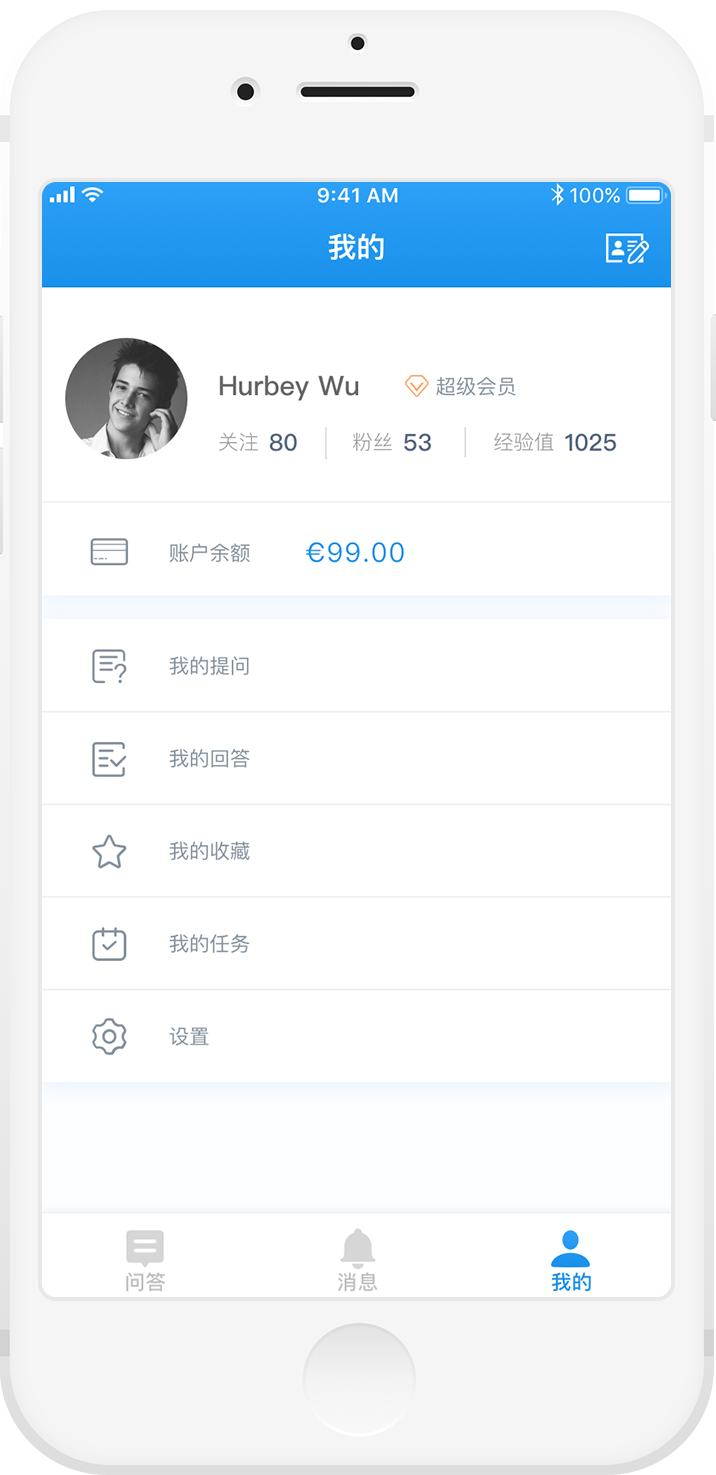 9:41 AM 100%
我的
Hurbey Wu 超级会员
关注 80 粉丝 53 经验值 1025
账户余额 €99.00
我的提问
我的回答
我的收藏
我的任务
设置
问答 消息 我的